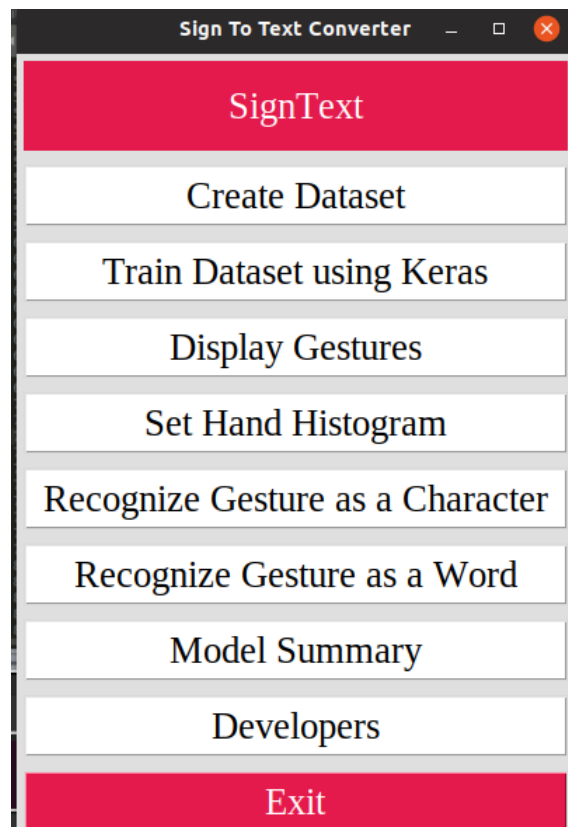 Sign To Text Converter
SignText
Create Dataset
Train Dataset using Keras
Display Gestures
Set Hand Histogram
Recognize Gesture as a Character
Recognize Gesture as a Word
Model Summary
Developers
Exit